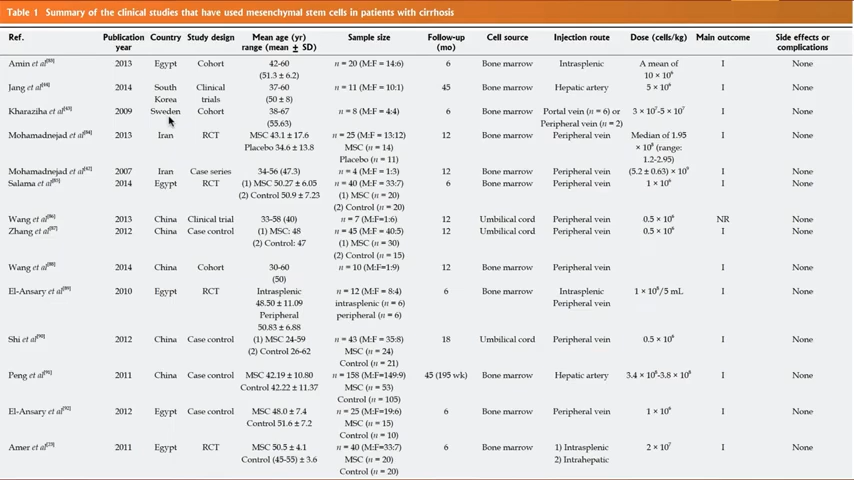 Table 1 Summary of the clinical studies that have used mesenchymal stem cells in patients with cirrhosis
Ref. Publication year Country Study design Mean age (yr) range (mean ± SD) Sample size Follow-up (mo) Cell source Injection route Dose (cells/kg) Main outcome Side effects or complications
Amin et al[83] 2013 Egypt Cohort 42-60 n = 20 (M:F = 14:6) 6 Bone marrow Intrasplenic A mean of I None
(51.3 ± 6.2) 10 × 10⁶
Jang et al 2014 South Clinical 37-60 n = 11 (M:F = 10:1) 45 Bone marrow Hepatic artery 5 × 10⁶ I None
Korea trials (50 ± 8)
Kharaziha et al 2009 Sweden Cohort 38-67 n = 8 (M:F = 4:4) 6 Bone marrow Portal vein (n = 6) or 3 × 10⁷-5 × 10⁷ I None
(55.63) Peripheral vein (n = 2)
Mohamadnejad et al[84] 2013 Iran RCT MSC 43.1 ± 17.6 n = 25 (M:F = 13:12) 12 Bone marrow Peripheral vein Median of 1.95 I None
Placebo 34.6 ± 13.8 MSC (n = 14) × 10⁸ (range:
Placebo (n = 11) 1.2-2.95)
Mohamadnejad et al 2007 Iran Case series 34-56 (47.3) n = 4 (M:F = 1:3) 12 Bone marrow Peripheral vein (5.2 ± 0.63) × 10⁹ I None
Salama et al[85] 2014 Egypt RCT (1) MSC 50.27 ± 6.05 n = 40 (M:F = 33:7) 6 Bone marrow Peripheral vein 1 × 10⁶ I None
(2) Control 50.9 ± 7.23 (1) MSC (n = 20)
(2) Control (n = 20)
Wang et al[86] 2013 China Clinical trial 33-58 (40) n = 7 (M:F=1:6) 12 Umbilical cord Peripheral vein 0.5 × 10⁶ NR None
Zhang et al[87] 2012 China Case control (1) MSC: 48 n = 45 (M:F = 40:5) 12 Umbilical cord Peripheral vein 0.5 × 10⁶ I None
(2) Control: 47 (1) MSC (n = 30)
(2) Control (n = 15)
Wang et al[88] 2014 China Cohort 30-60 n = 10 (M:F=1:9) 12 Bone marrow Peripheral vein I None
(50)
El-Ansary et al[89] 2010 Egypt RCT Intrasplenic n = 12 (M:F = 8:4) 6 Bone marrow Intrasplenic 1 × 10⁶/5 mL I None
48.50 ± 11.09 intrasplenic (n = 6) Peripheral vein
Peripheral peripheral (n = 6)
50.83 ± 6.88
Shi et al[90] 2012 China Case control (1) MSC 24-59 n = 43 (M:F = 35:8) 18 Umbilical cord Peripheral vein 0.5 × 10⁶ I None
(2) Control 26-62 MSC (n = 24)
Control (n = 21)
Peng et al[91] 2011 China Case control MSC 42.19 ± 10.80 n = 158 (M:F=149:9) 45 (195 wk) Bone marrow Hepatic artery 3.4 × 10⁸-3.8 × 10⁸ I None
Control 42.22 ± 11.37 MSC (n = 53)
Control (n = 105)
El-Ansary et al[92] 2012 Egypt Case control MSC 48.0 ± 7.4 n = 25 (M:F=19:6) 6 Bone marrow Peripheral vein 1 × 10⁶ I None
Control 51.6 ± 7.2 MSC (n = 15)
Control (n = 10)
Amer et al[23] 2011 Egypt RCT MSC 50.5 ± 4.1 n = 40 (M:F=33:7) 6 Bone marrow 1) Intrasplenic 2 × 10⁷ I None
Control (45-55) ± 3.6 MSC (n = 20) 2) Intrahepatic
Control (n = 20)